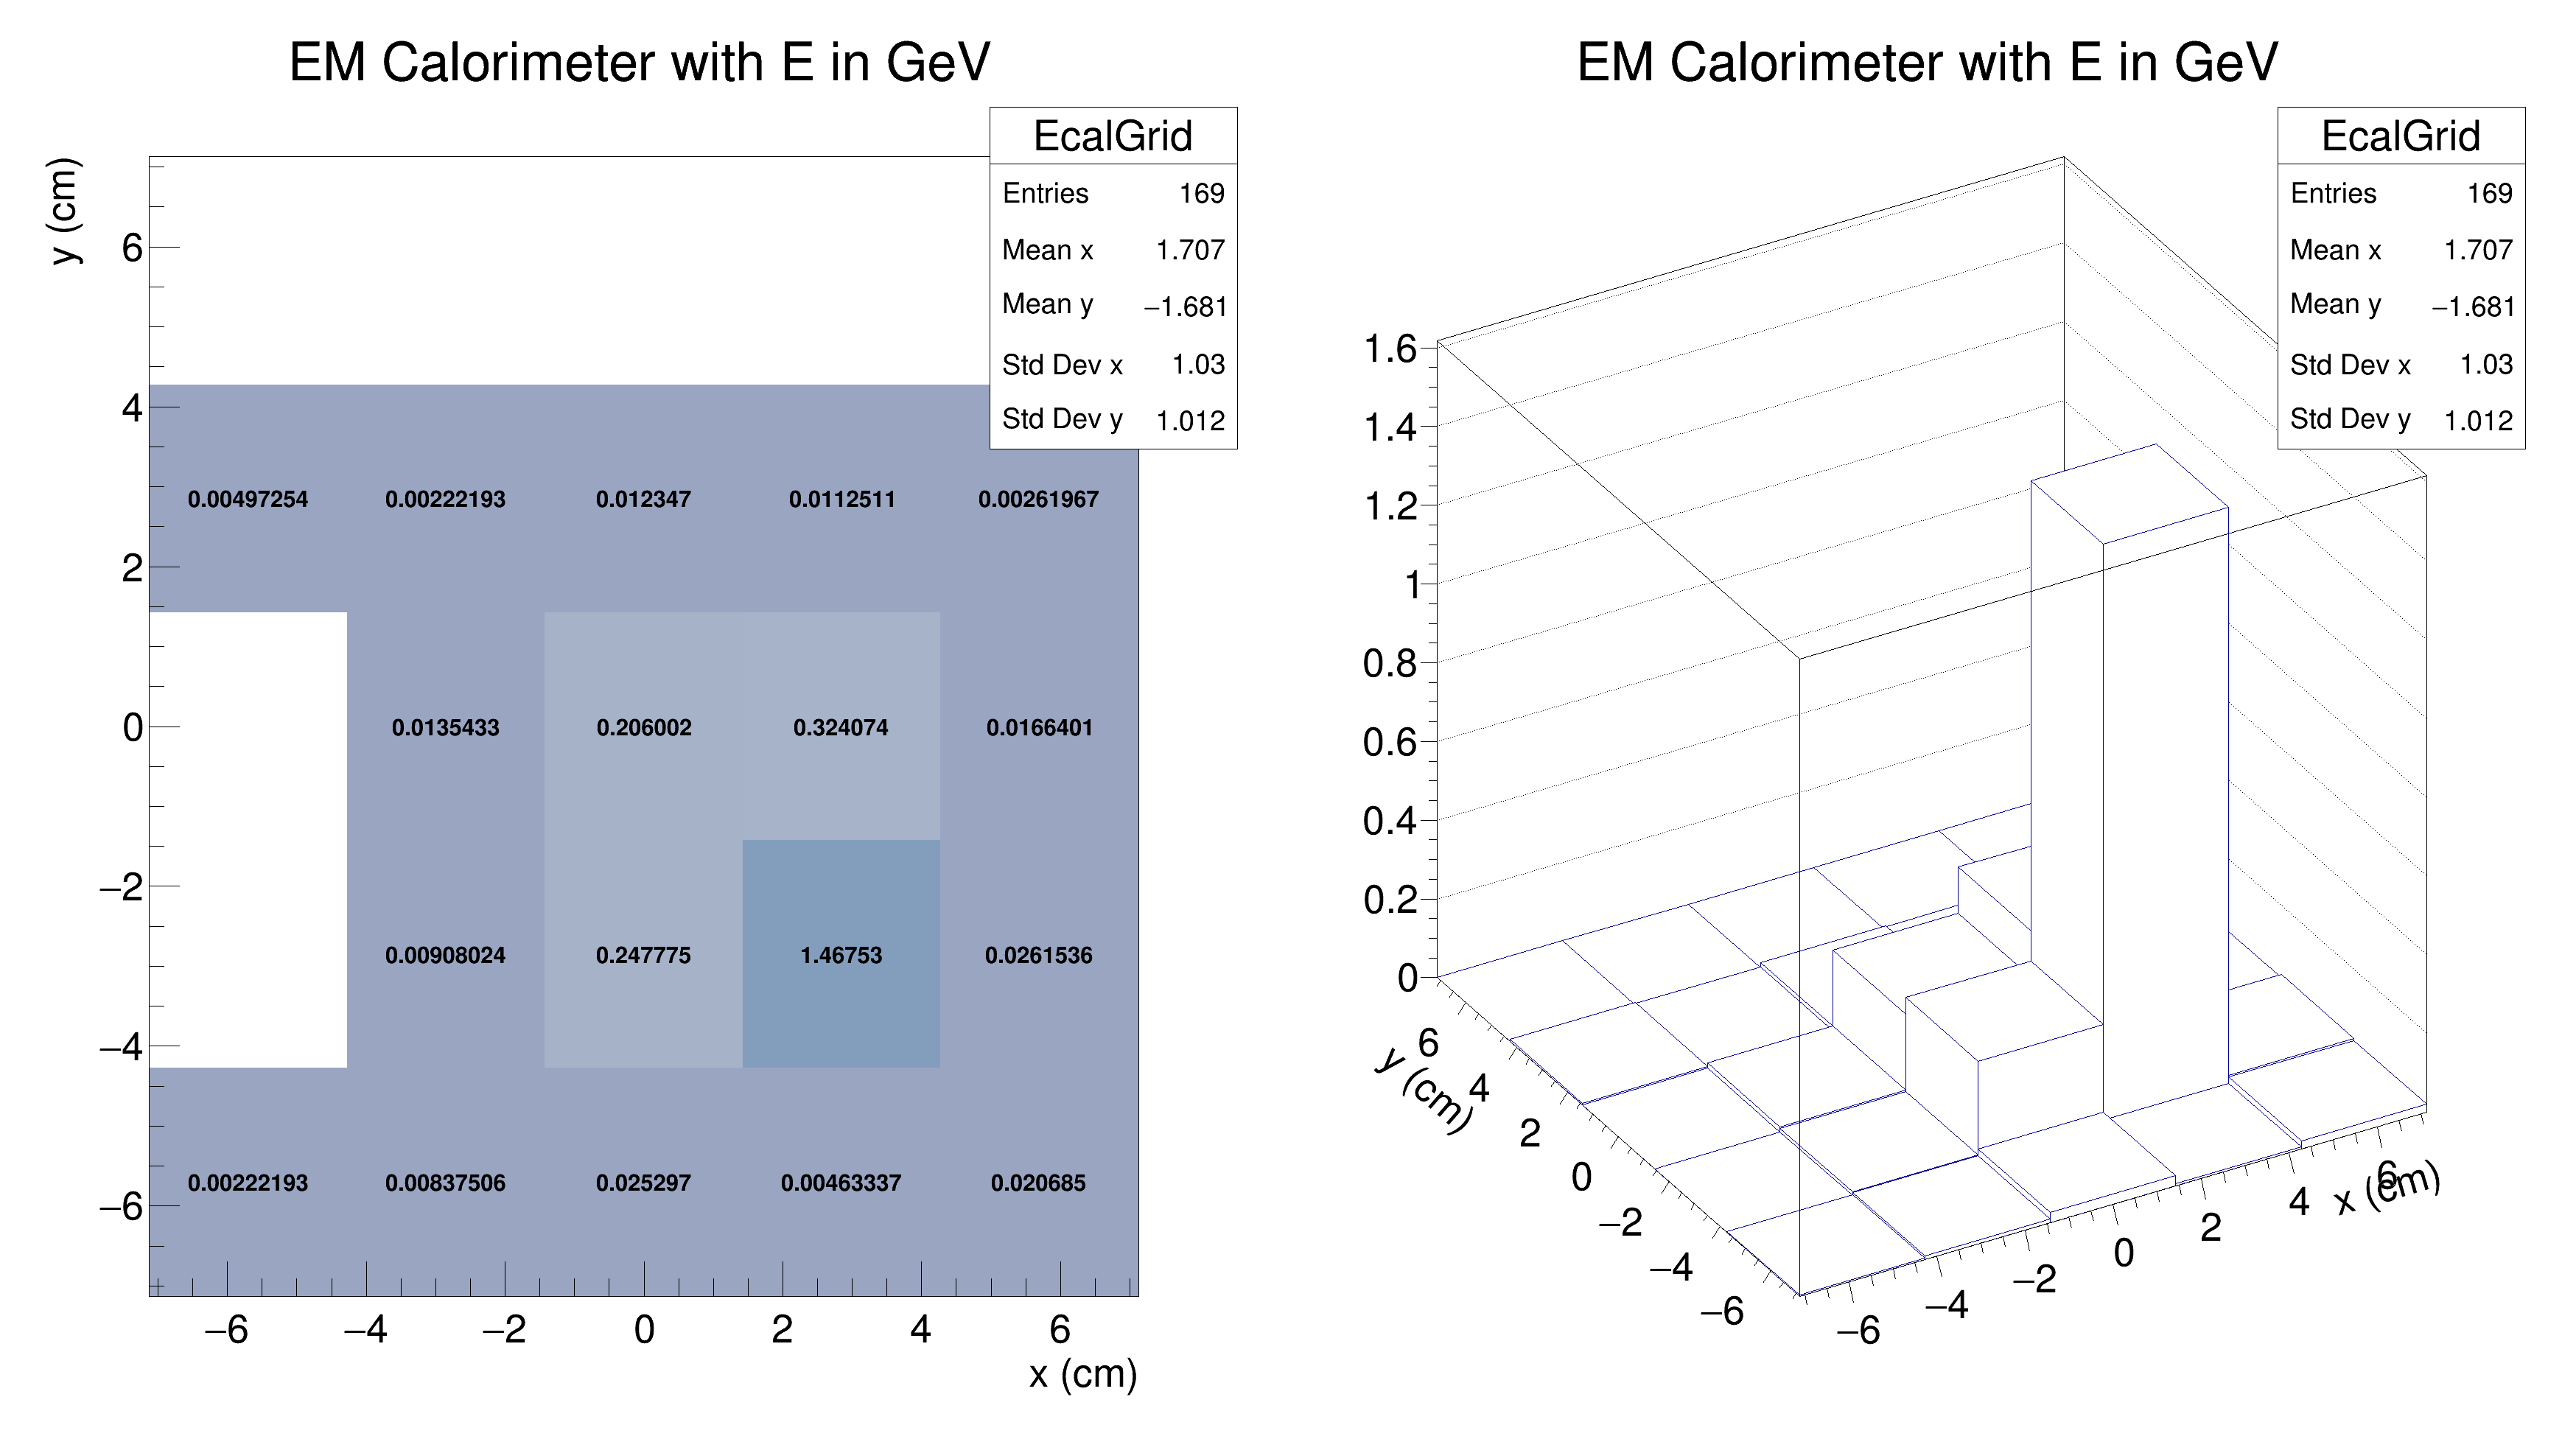 EM Calorimeter with E in GeV
EcalGrid
Entries 169
Mean x 1.707
Mean y −1.681
Std Dev x 1.03
Std Dev y 1.012
y (cm)
6
4
2
0
−2
−4
−6
0.00497254 0.00222193 0.012347 0.0112511 0.00261967
0.0135433 0.206002 0.324074 0.0166401
0.00908024 0.247775 1.46753 0.0261536
0.00222193 0.00837506 0.025297 0.00463337 0.020685
−6 −4 −2 0 2 4 6
x (cm)
EM Calorimeter with E in GeV
EcalGrid
Entries 169
Mean x 1.707
Mean y −1.681
Std Dev x 1.03
Std Dev y 1.012
1.6
1.4
1.2
1
0.8
0.6
0.4
0.2
0
y (cm)
6
4
2
0
−2
−4
−6
−6
−4
−2
0
2
4
6
x (cm)